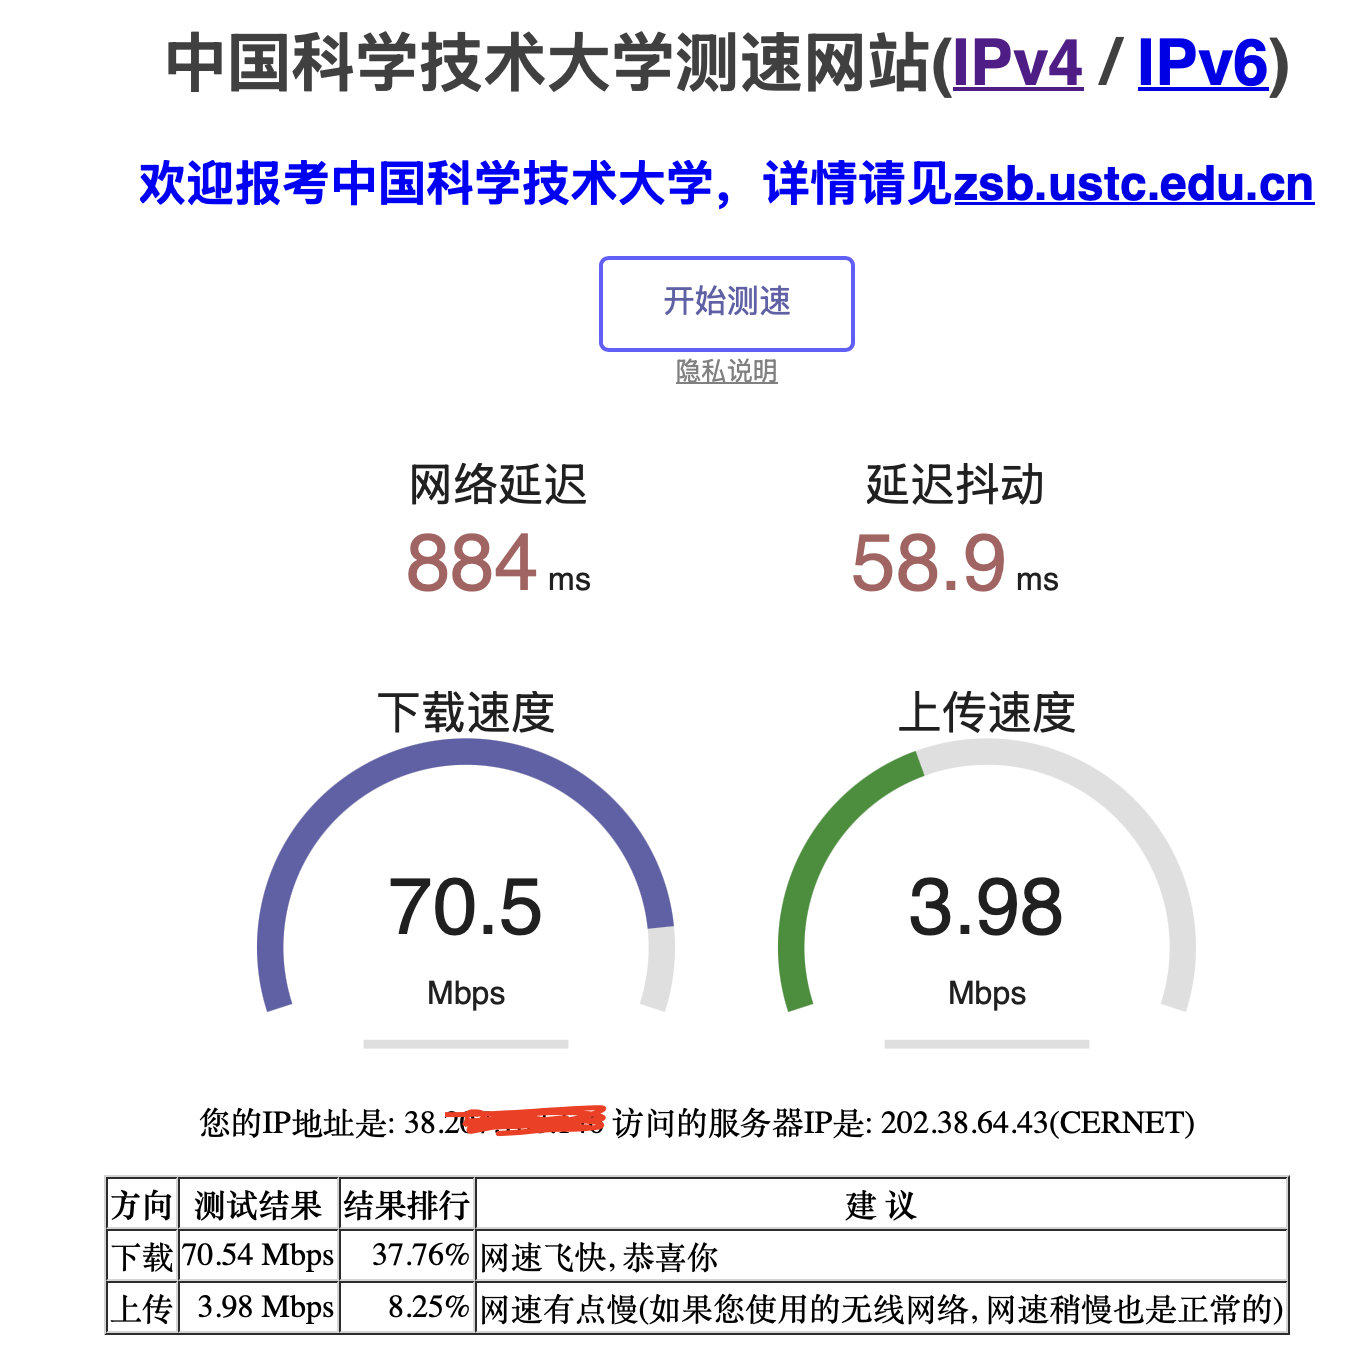 中国科学技术大学测速网站(IPv4 / IPv6)
欢迎报考中国科学技术大学，详情请见zsb.ustc.edu.cn
开始测速
隐私说明
网络延迟 延迟抖动
884 ms 58.9 ms
下载速度 上传速度
70.5 3.98
Mbps Mbps
您的IP地址是: 38.2 访问的服务器IP是: 202.38.64.43(CERNET)
方向 测试结果 结果排行 建 议
下载 70.54 Mbps 37.76% 网速飞快, 恭喜你
上传 3.98 Mbps 8.25% 网速有点慢(如果您使用的无线网络, 网速稍慢也是正常的)